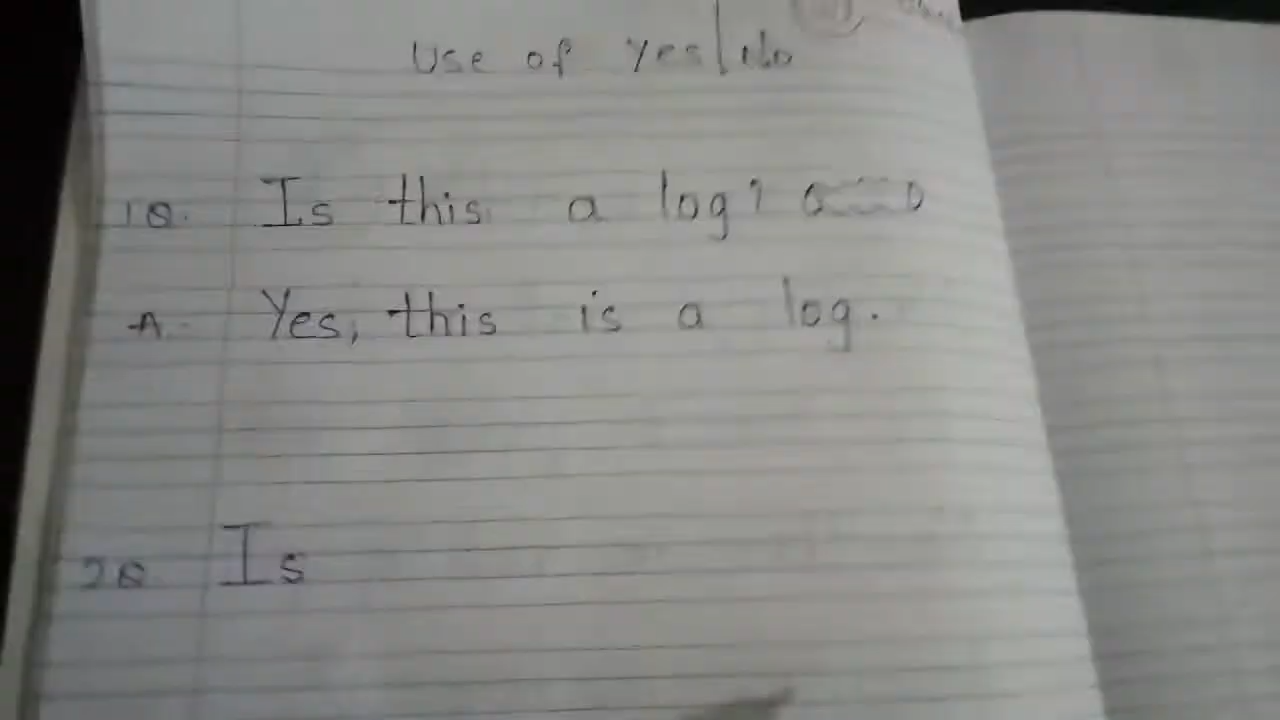 Use of Yes/No
1Q. Is this a log?
A. Yes, this is a log.
2Q Is